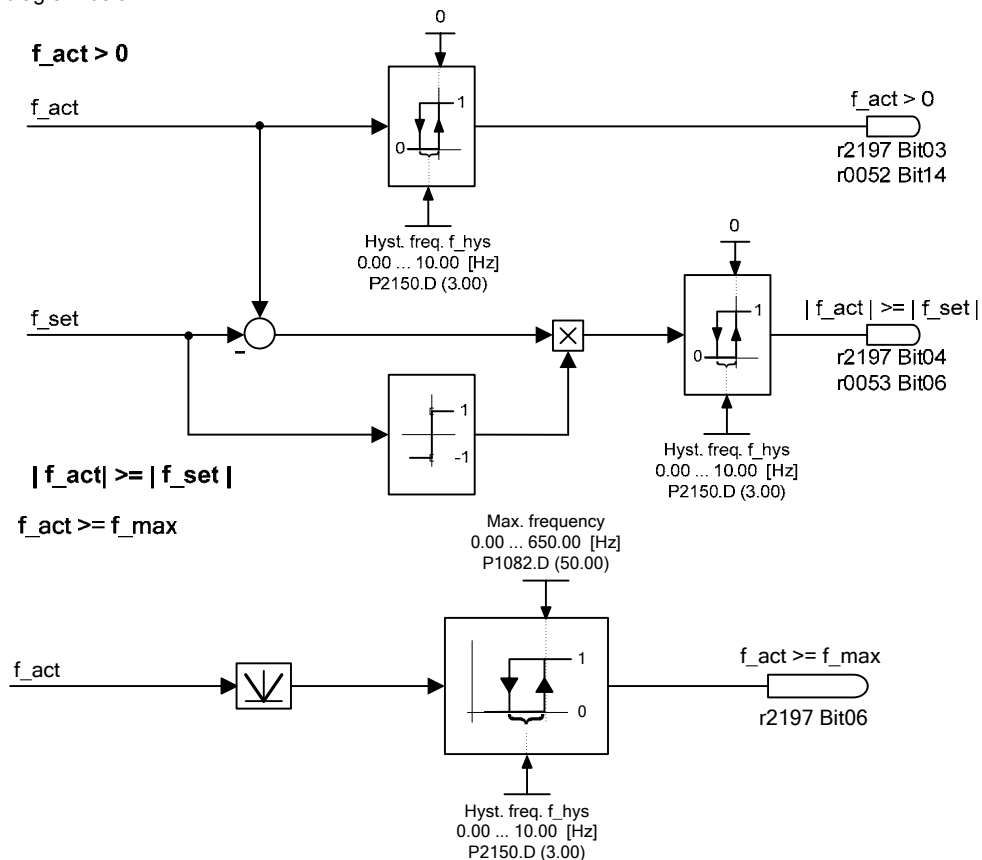 0
f_act > 0
f_act
1
0
f_act > 0
r2197 Bit03
r0052 Bit14
Hyst. freq. f_hys
0.00 ... 10.00 [Hz]
P2150.D (3.00)
0
f_set
-
1
0
| f_act | >= | f_set |
r2197 Bit04
r0053 Bit06
1
-1
Hyst. freq. f_hys
0.00 ... 10.00 [Hz]
P2150.D (3.00)
| f_act| >= | f_set |
f_act >= f_max
Max. frequency
0.00 ... 650.00 [Hz]
P1082.D (50.00)
f_act
1
0
f_act >= f_max
r2197 Bit06
Hyst. freq. f_hys
0.00 ... 10.00 [Hz]
P2150.D (3.00)